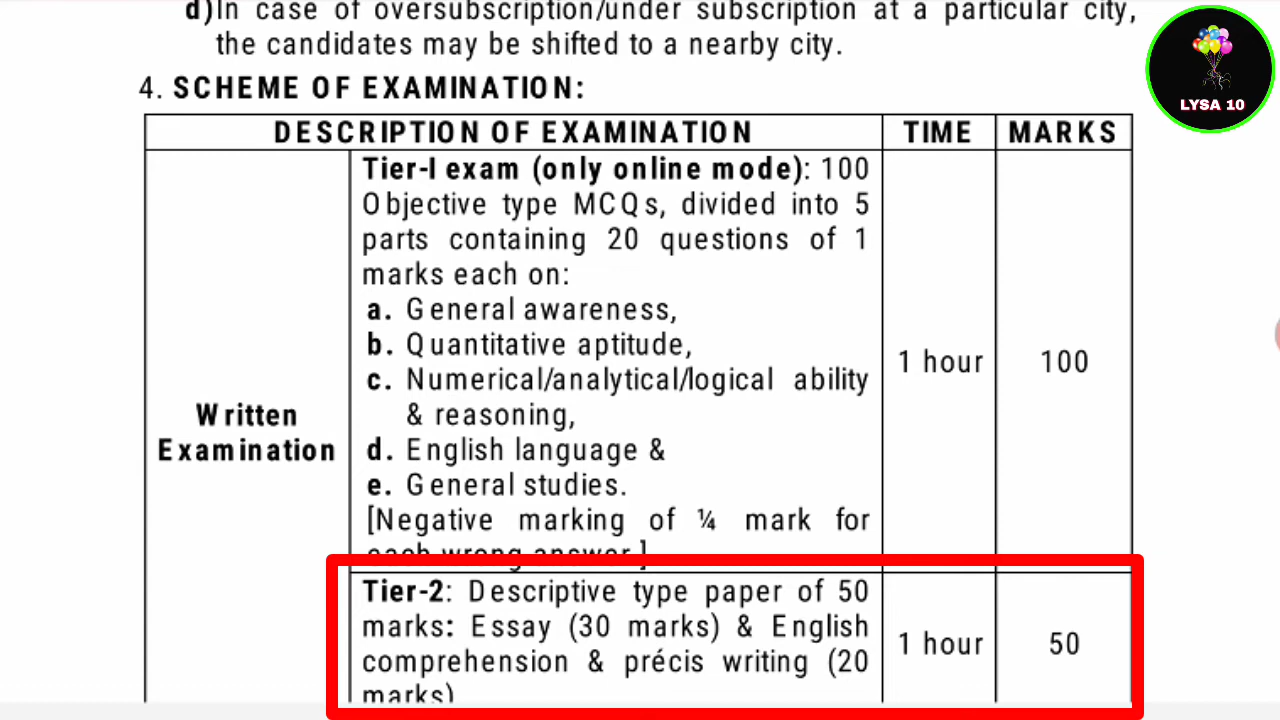 d)In case of oversubscription/under subscription at a particular city,
the candidates may be shifted to a nearby city.
4. SCHEME OF EXAMINATION:
DESCRIPTION OF EXAMINATION TIME MARKS
Written
Examination
Tier-I exam (only online mode): 100
Objective type MCQs, divided into 5
parts containing 20 questions of 1
marks each on:
a. General awareness,
b. Quantitative aptitude,
c. Numerical/analytical/logical ability
& reasoning,
d. English language &
e. General studies.
[Negative marking of ¼ mark for
each wrong answer.]
1 hour
100
Tier-2: Descriptive type paper of 50
marks: Essay (30 marks) & English
comprehension & précis writing (20
marks)
1 hour
50
LYSA 10